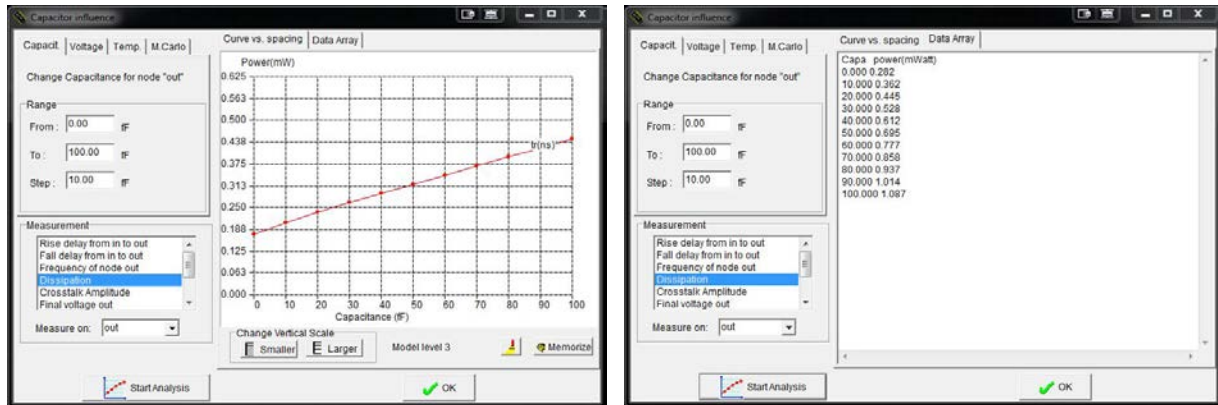 Capacitor influence
Capacit. Voltage Temp. M.Carlo
Change Capacitance for node "out"
Range
From : 0.00 fF
To : 100.00 fF
Step : 10.00 fF
Measurement
Rise delay from in to out
Fall delay from in to out
Frequency of node out
Dissipation
Crosstalk Amplitude
Final voltage out
Measure on: out
Start Analysis
Curve vs. spacing Data Array
Power(mW)
0.625
0.563
0.500
0.438
0.375
0.313
0.250
0.188
0.125
0.063
0.000
tr(ns)
0 10 20 30 40 50 60 70 80 90 100
Capacitance (fF)
Change Vertical Scale
Smaller Larger Model level 3 Memorize
OK
Capacitor influence
Capacit. Voltage Temp. M.Carlo
Change Capacitance for node "out"
Range
From : 0.00 fF
To : 100.00 fF
Step : 10.00 fF
Measurement
Rise delay from in to out
Fall delay from in to out
Frequency of node out
Dissipation
Crosstalk Amplitude
Final voltage out
Measure on: out
Start Analysis
Curve vs. spacing Data Array
Capa power(mWatt)
0.000 0.282
10.000 0.362
20.000 0.445
30.000 0.528
40.000 0.612
50.000 0.695
60.000 0.777
70.000 0.858
80.000 0.937
90.000 1.014
100.000 1.087
OK